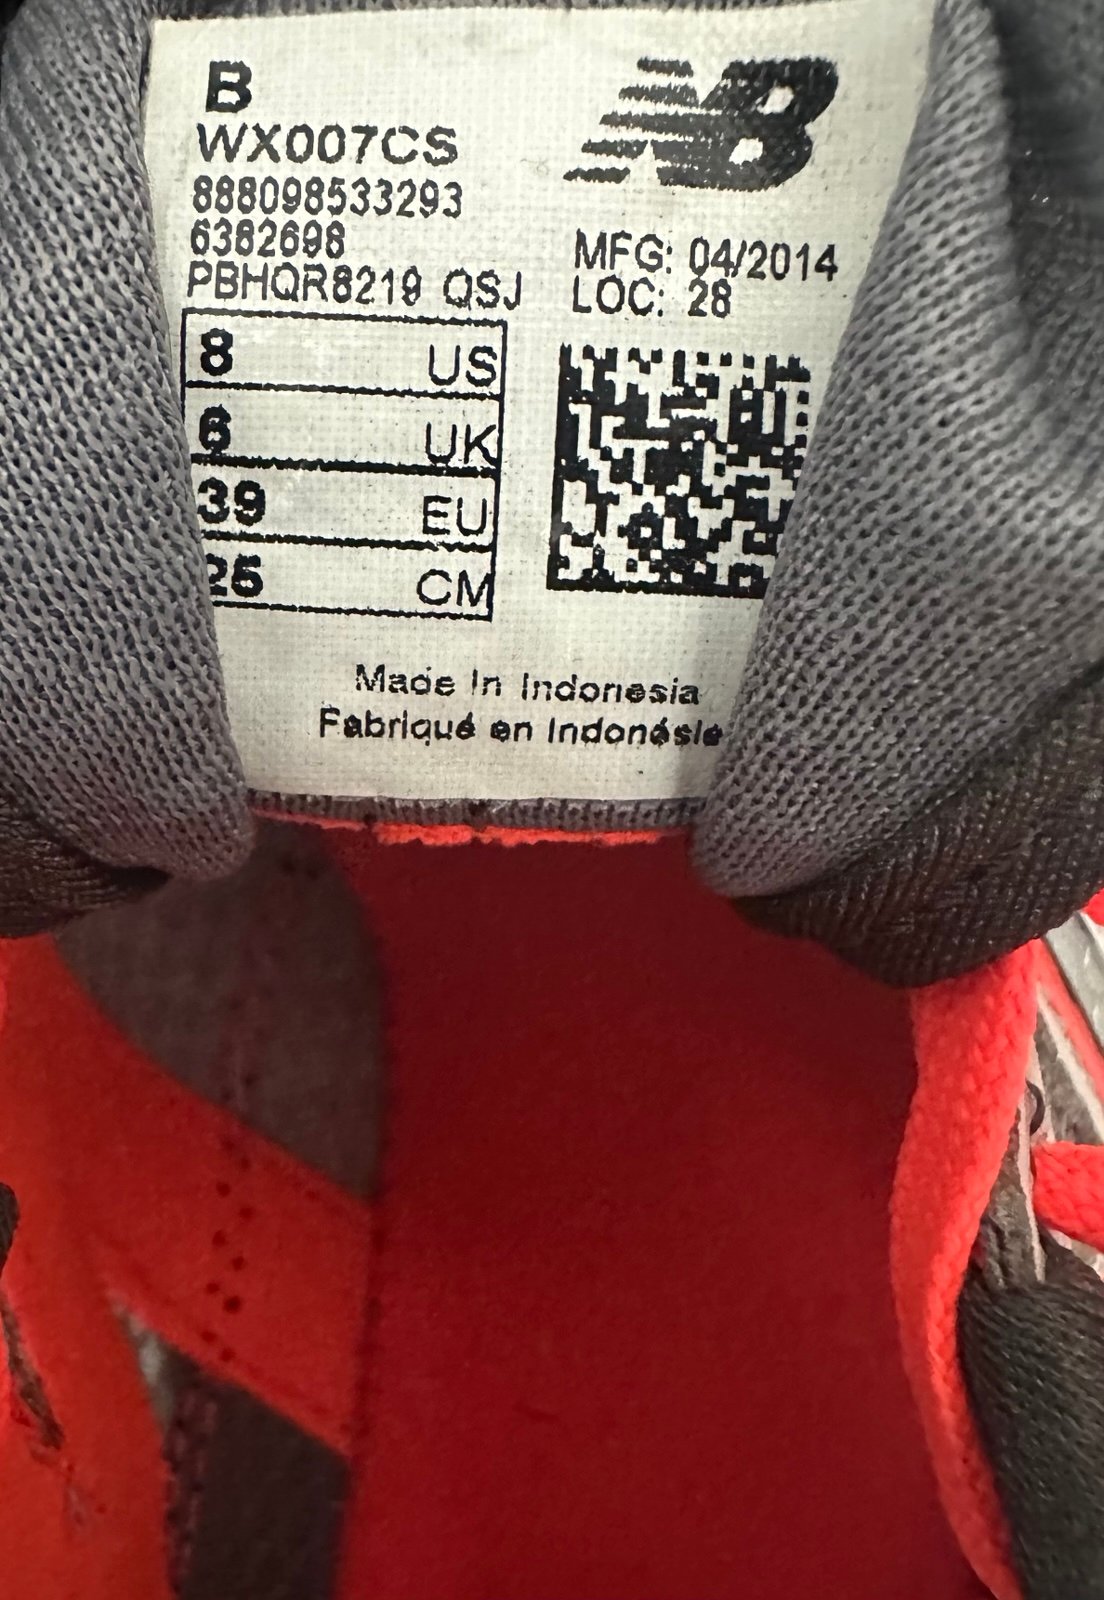 B
WX007CS
888098533293
6382698
PBHQR8219 QSJ
8 US
6 UK
39 EU
25 CM
NB
MFG: 04/2014
LOC: 28
Made In Indonesia
Fabriqué en Indonésie